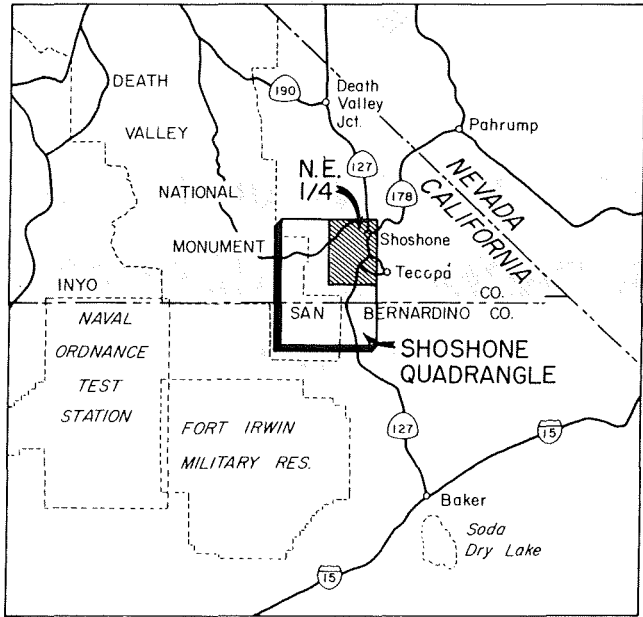 DEATH
VALLEY
NATIONAL
MONUMENT
190
Death
Valley
Jct.
Pahrump
NEVADA
CALIFORNIA
N.E.
1/4
127
178
Shoshone
Tecopa
INYO
CO.
SAN BERNARDINO CO.
NAVAL
ORDNANCE
TEST
STATION
SHOSHONE
QUADRANGLE
FORT IRWIN
MILITARY RES.
127
15
Baker
Soda
Dry Lake
15